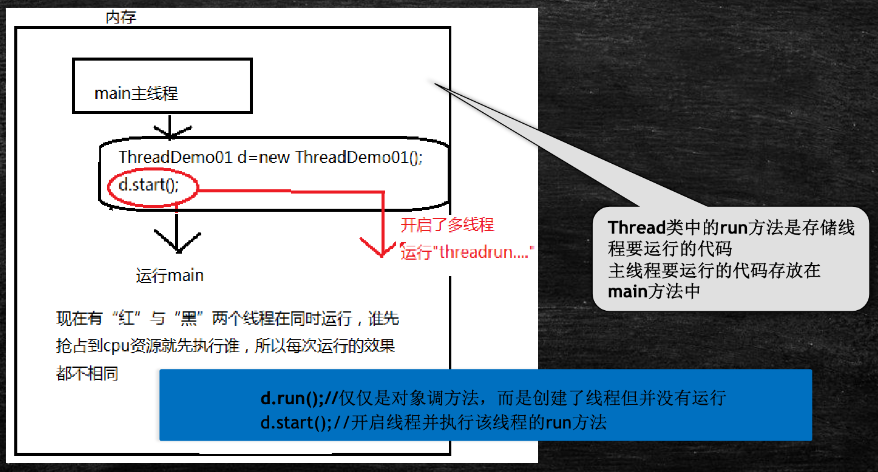 内存
main主线程
ThreadDemo01 d=new ThreadDemo01();
d.start();
开启了多线程
运行"threadrun...."
运行main
现在有“红”与“黑”两个线程在同时运行，谁先
抢占到cpu资源就先执行谁，所以每次运行的效果
都不相同
Thread类中的run方法是存储线
程要运行的代码
主线程要运行的代码存放在
main方法中
d.run();//仅仅是对象调方法，而是创建了线程但并没有运行
d.start();//开启线程并执行该线程的run方法